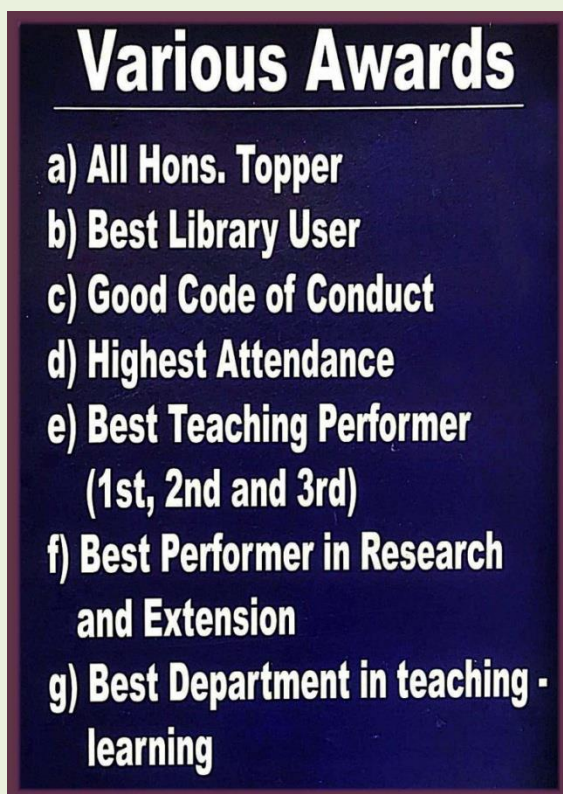 Various Awards
a) All Hons. Topper
b) Best Library User
c) Good Code of Conduct
d) Highest Attendance
e) Best Teaching Performer
(1st, 2nd and 3rd)
f) Best Performer in Research
and Extension
g) Best Department in teaching -
learning